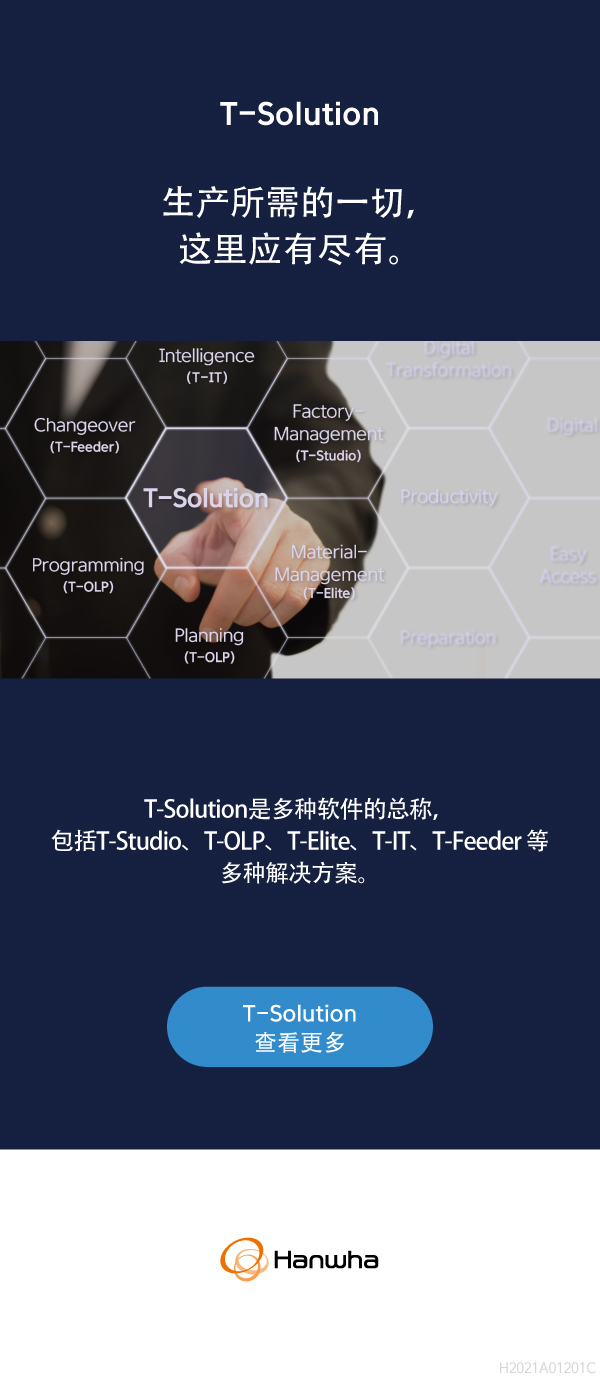 T-Solution
生产所需的一切,
这里应有尽有。
Intelligence
(T-IT)
Digital
Transformation
Changeover
(T-Feeder)
Factory-
Management
(T-Studio)
Digital
T-Solution
Productivity
Programming
(T-OLP)
Material-
Management
(T-Elite)
Easy
Access
Planning
(T-OLP)
Preparation
T-Solution是多种软件的总称,
包括T-Studio、T-OLP、T-Elite、T-IT、T-Feeder 等
多种解决方案。
T-Solution
查看更多
Hanwha
H2021A01201C